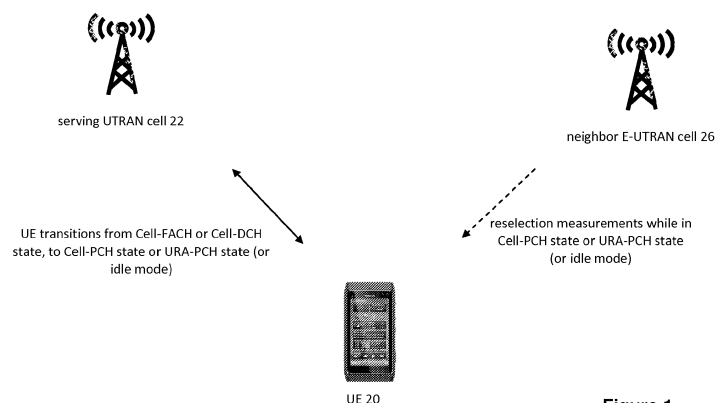 serving UTRAN cell 22
neighbor E-UTRAN cell 26
UE transitions from Cell-FACH or Cell-DCH
state, to Cell-PCH state or URA-PCH state (or
idle mode)
reselection measurements while in
Cell-PCH state or URA-PCH state
(or idle mode)
UE 20
Figure 1